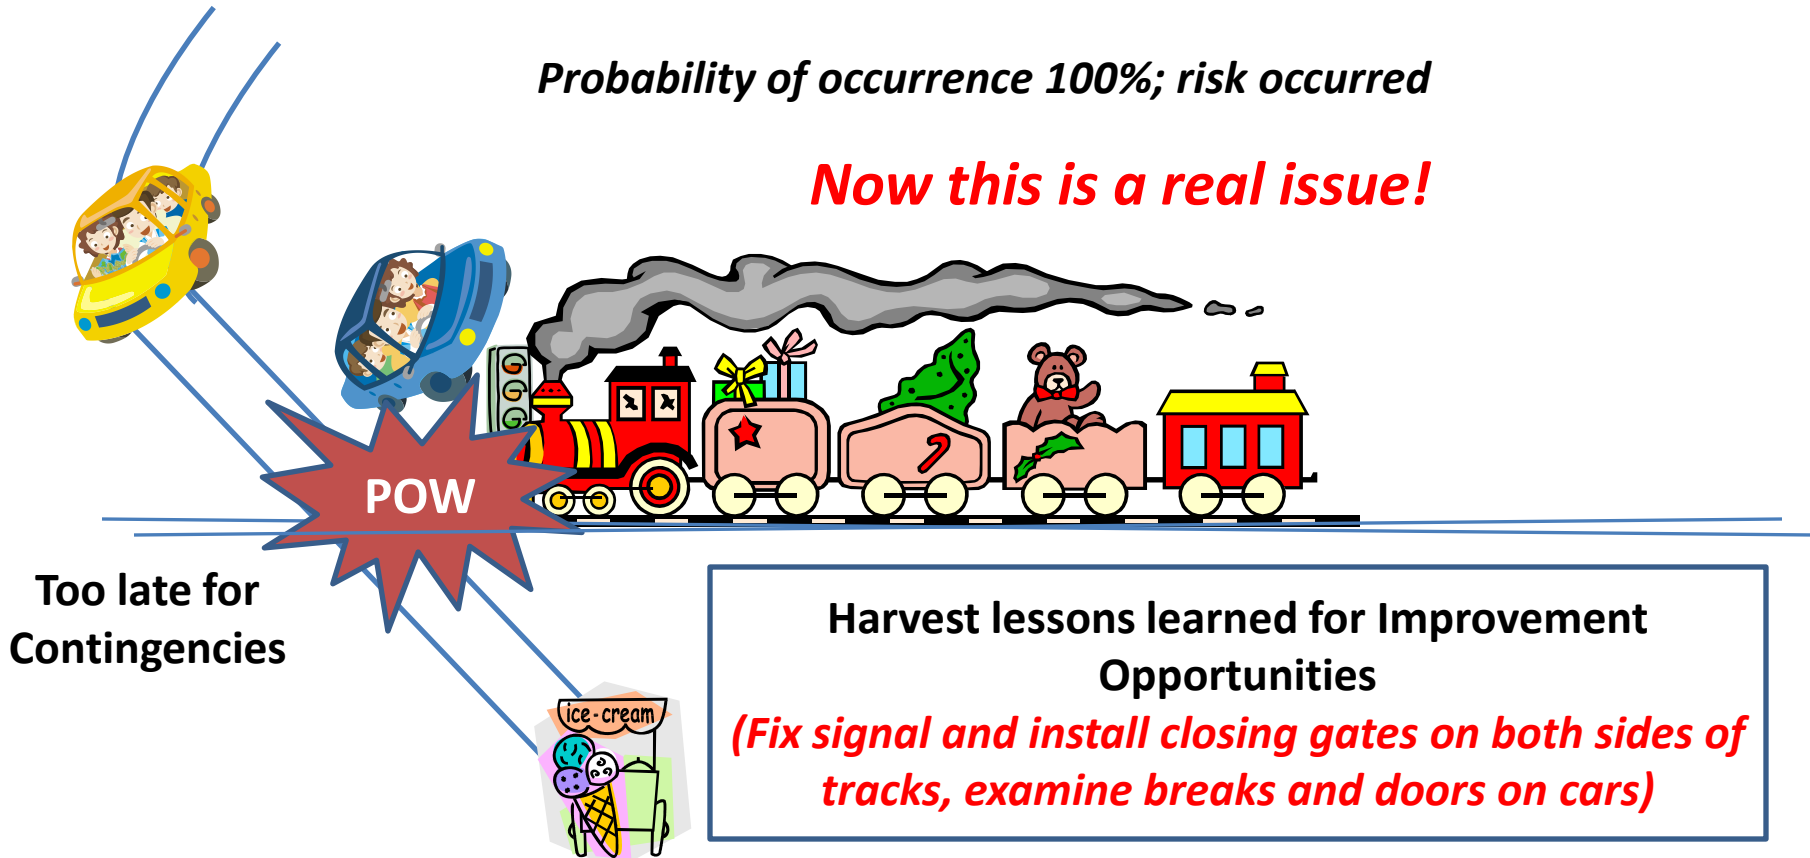 Probability of occurrence 100%; risk occurred
Now this is a real issue!
G
G
G
POW
Too late for
Contingencies
Harvest lessons learned for Improvement
Opportunities
(Fix signal and install closing gates on both sides of
tracks, examine breaks and doors on cars)
ice-cream